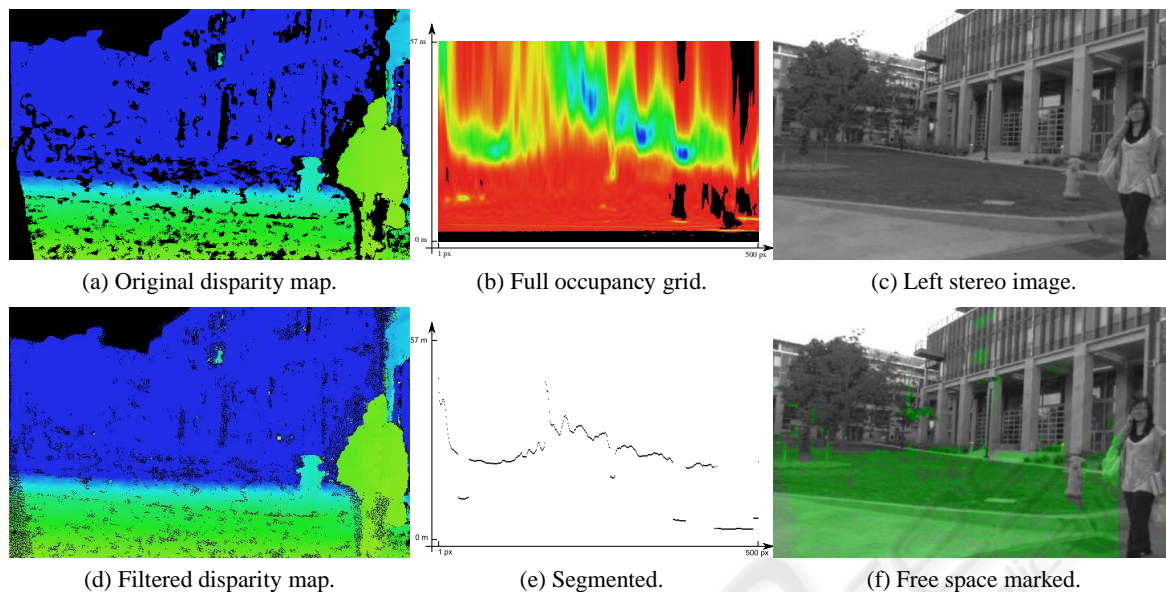 57 m
0 m
1 px
500 px
(a) Original disparity map.
(b) Full occupancy grid.
(c) Left stereo image.
57 m
0 m
1 px
500 px
(d) Filtered disparity map.
(e) Segmented.
(f) Free space marked.